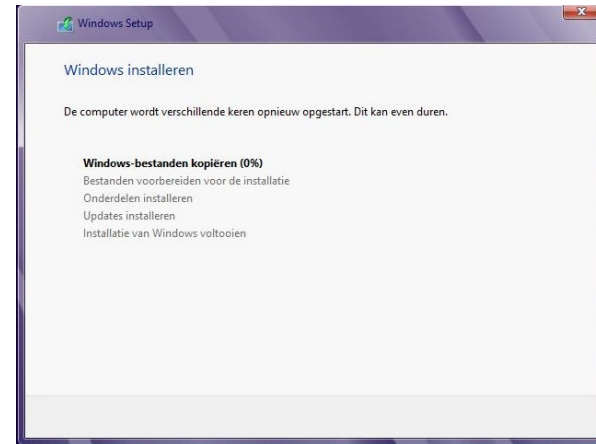 Windows Setup
Windows installeren
De computer wordt verschillende keren opnieuw opgestart. Dit kan even duren.
Windows-bestanden kopiëren (0%)
Bestanden voorbereiden voor de installatie
Onderdelen installeren
Updates installeren
Installatie van Windows voltooien